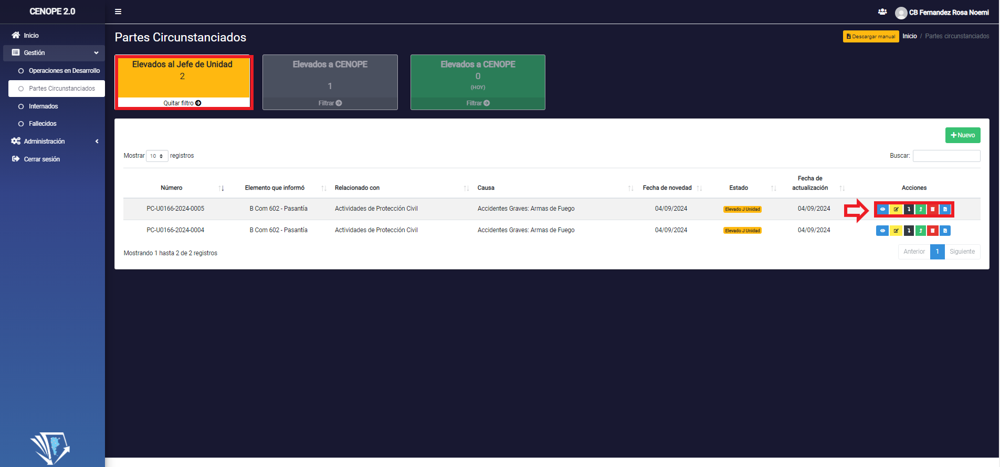 CENOPE 2.0
CB Fernandez Rosa Noemi
Inicio
Gestión
Operaciones en Desarrollo
Partes Circunstanciados
Internados
Fallecidos
Administración
Cerrar sesión
Partes Circunstanciados
Descargar manual
Inicio / Partes circunstanciados
Elevados al Jefe de Unidad
2
Quitar filtro
Elevados a CENOPE
1
Filtrar
Elevados a CENOPE
0
(HOY)
Filtrar
Nuevo
Mostrar 10 registros
Buscar:
Número Elemento que informó Relacionado con Causa Fecha de novedad Estado Fecha de actualización Acciones
PC-U0166-2024-0005 B Com 602 - Pasantía Actividades de Protección Civil Accidentes Graves: Armas de Fuego 04/09/2024 Elevado J Unidad 04/09/2024
PC-U0166-2024-0004 B Com 602 - Pasantía Actividades de Protección Civil Accidentes Graves: Armas de Fuego 04/09/2024 Elevado J Unidad 04/09/2024
Mostrando 1 hasta 2 de 2 registros
Anterior 1 Siguiente